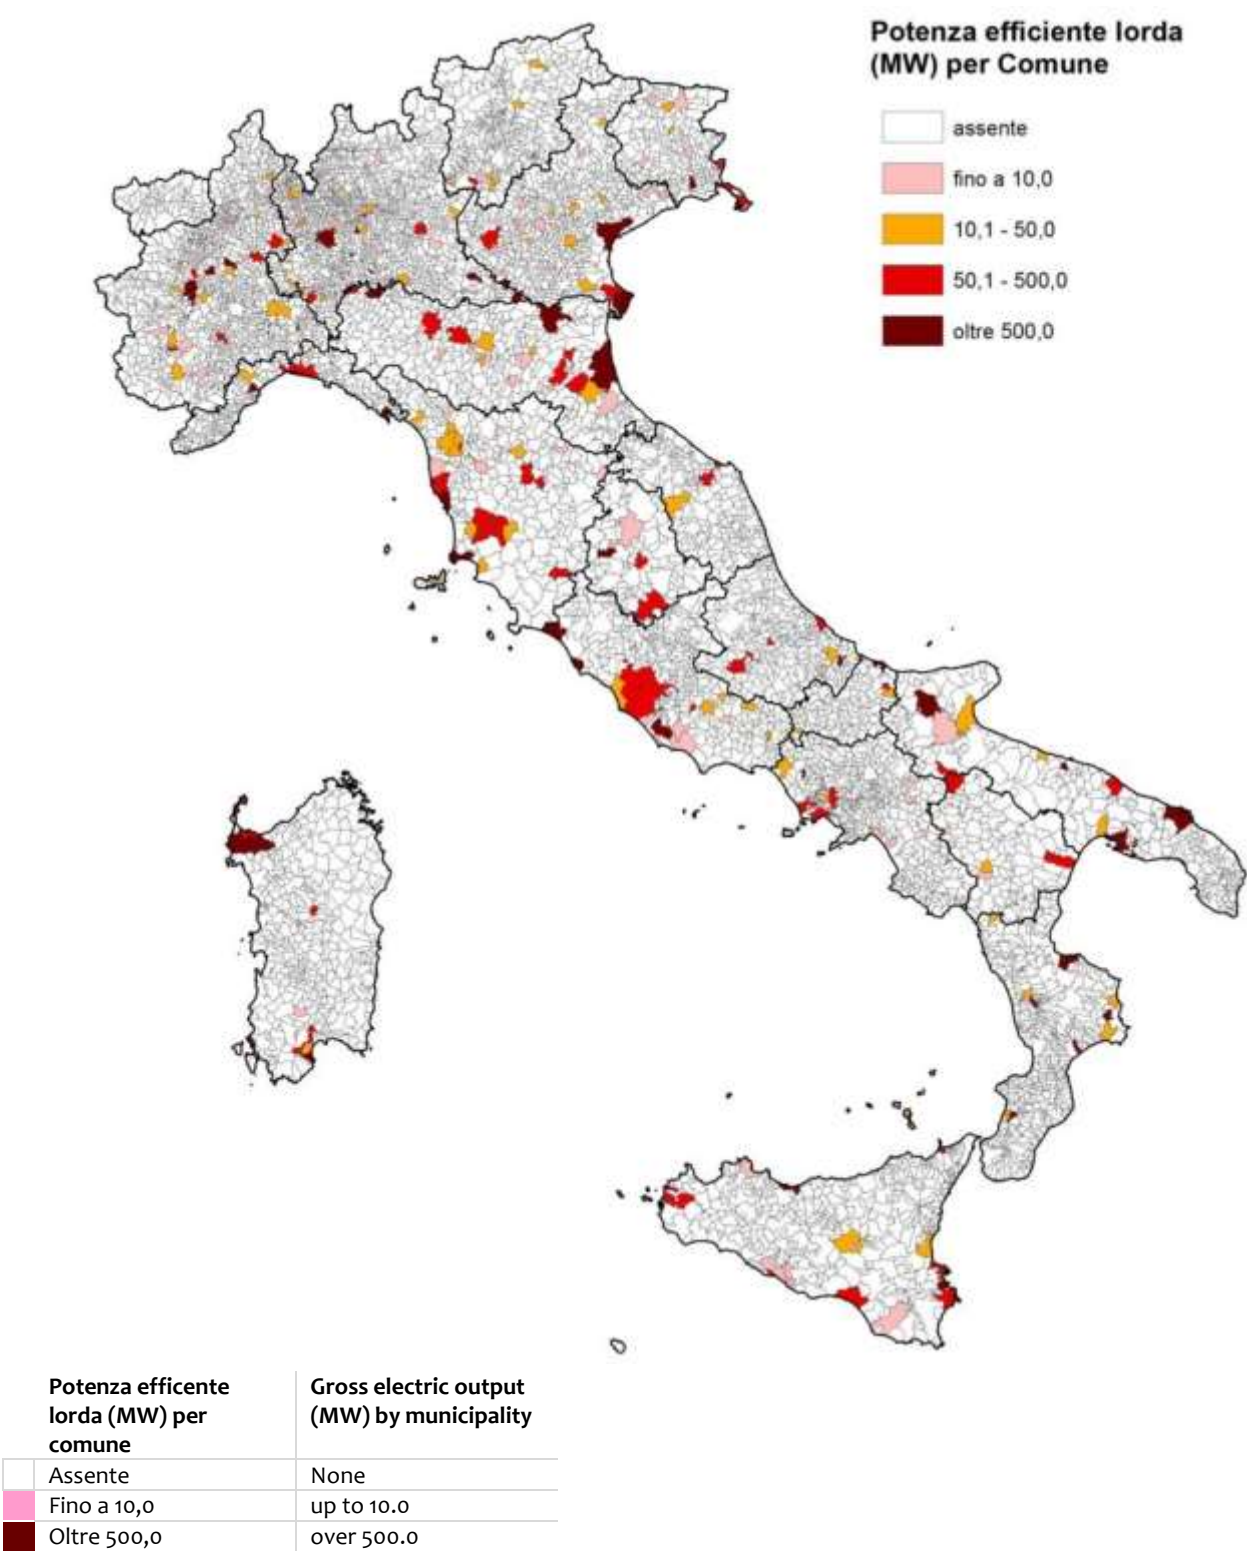 Potenza efficiente lorda
(MW) per Comune
assente
fino a 10,0
10,1 - 50,0
50,1 - 500,0
oltre 500,0
Potenza efficente
lorda (MW) per
comune
Gross electric output
(MW) by municipality
Assente
None
Fino a 10,0
up to 10.0
Oltre 500,0
over 500.0